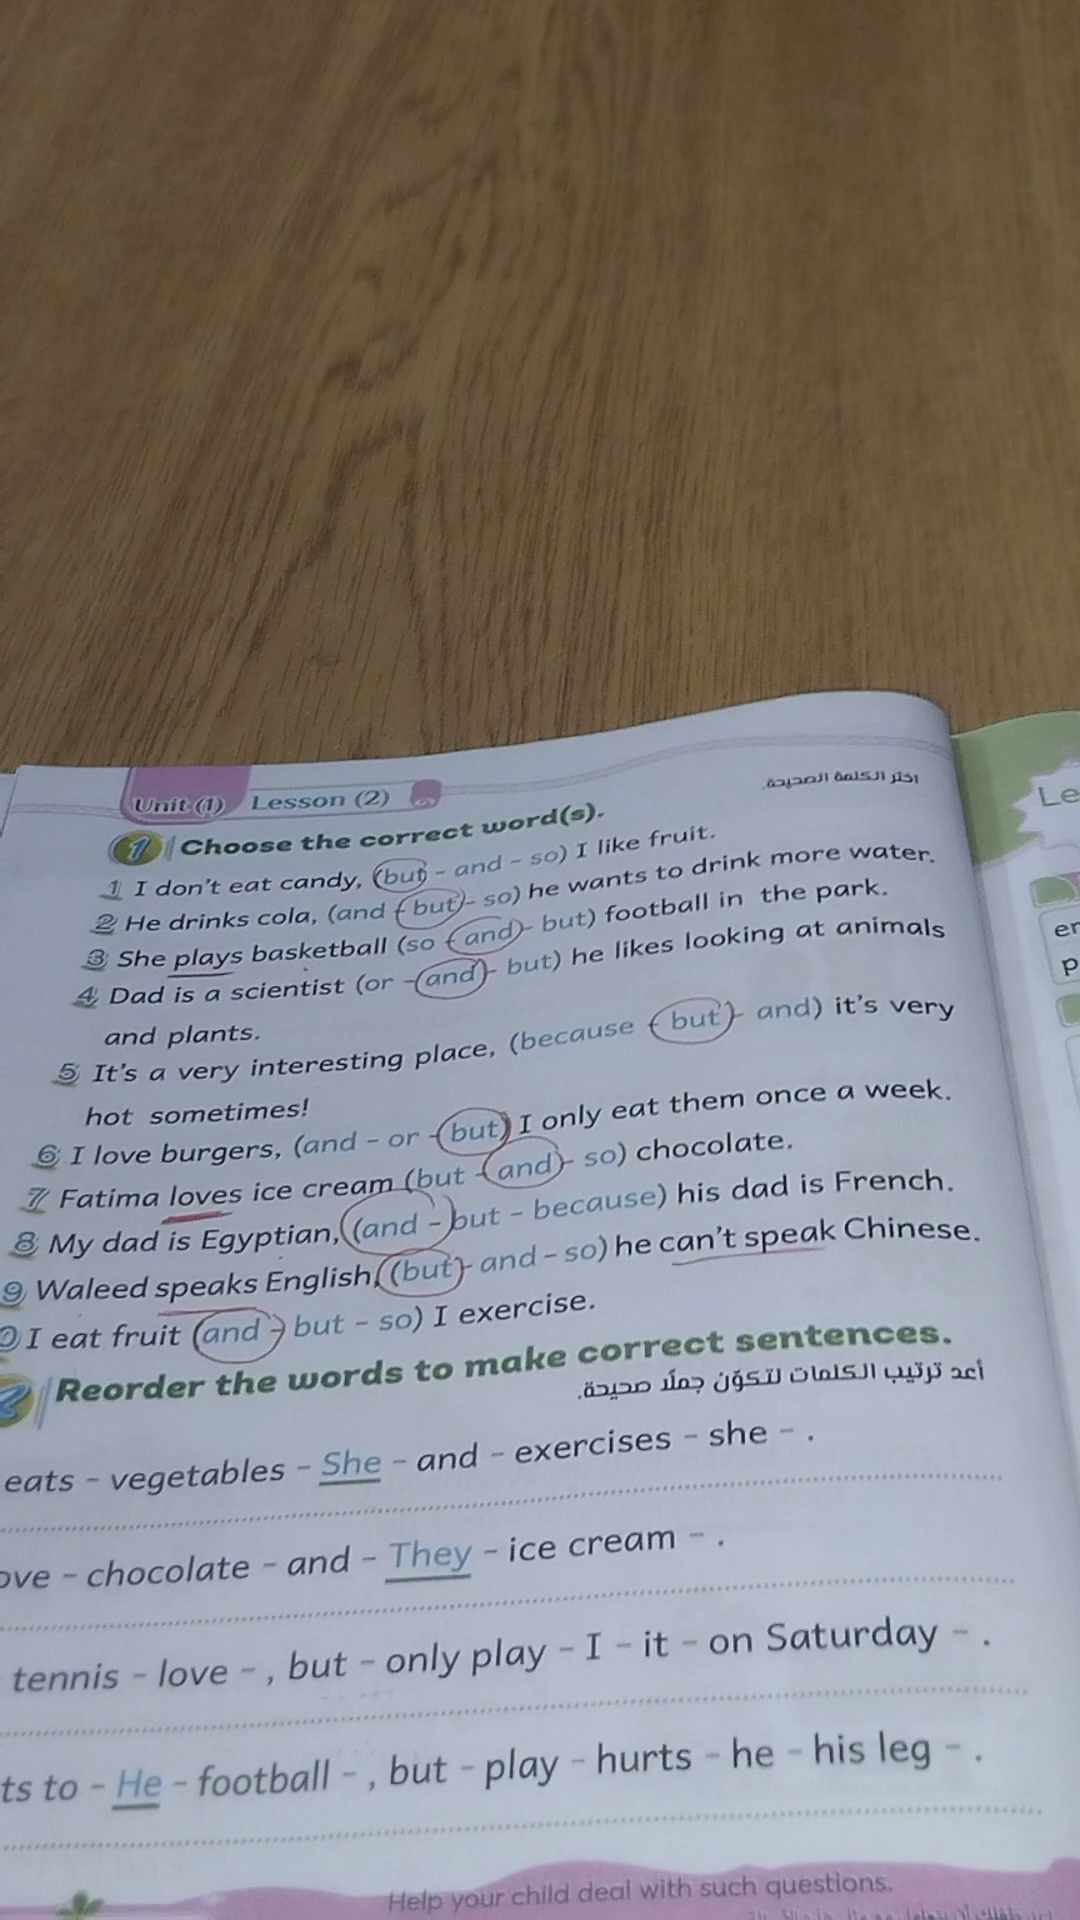 Unit (1) Lesson (2)
اختر الكلمة الصحيحة.
1 Choose the correct word(s).
1 I don't eat candy, (but - and - so) I like fruit.
2 He drinks cola, (and - but - so) he wants to drink more water.
3 She plays basketball (so - and - but) football in the park.
4 Dad is a scientist (or - and - but) he likes looking at animals
and plants.
5 It's a very interesting place, (because - but - and) it's very
hot sometimes!
6 I love burgers, (and - or - but) I only eat them once a week.
7 Fatima loves ice cream (but - and - so) chocolate.
8 My dad is Egyptian, (and - but - because) his dad is French.
9 Waleed speaks English, (but - and - so) he can't speak Chinese.
I eat fruit (and - but - so) I exercise.
2 Reorder the words to make correct sentences.
أعد ترتيب الكلمات لتكوّن جملًا صحيحة.
eats - vegetables - She - and - exercises - she - .
ove - chocolate - and - They - ice cream - .
tennis - love - , but - only play - I - it - on Saturday - .
ts to - He - football - , but - play - hurts - he - his leg - .
Help your child deal with such questions.
Le
er
p